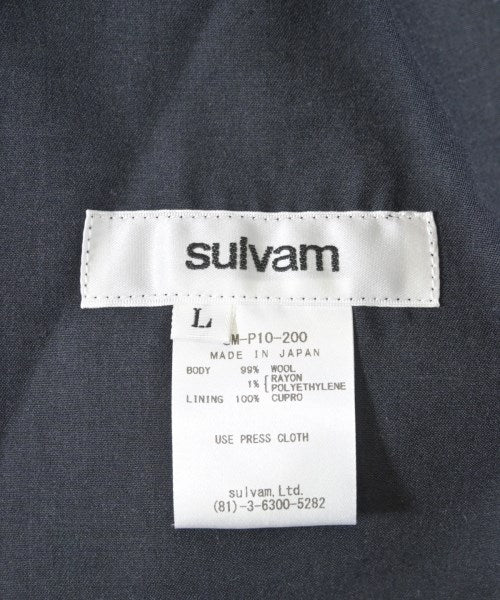 sulvam
L
M-P10-200
MADE IN JAPAN
BODY 99% WOOL
1% { RAYON
POLYETHYLENE
LINING 100% CUPRO
USE PRESS CLOTH
sulvam,Ltd.
(81)-3-6300-5282